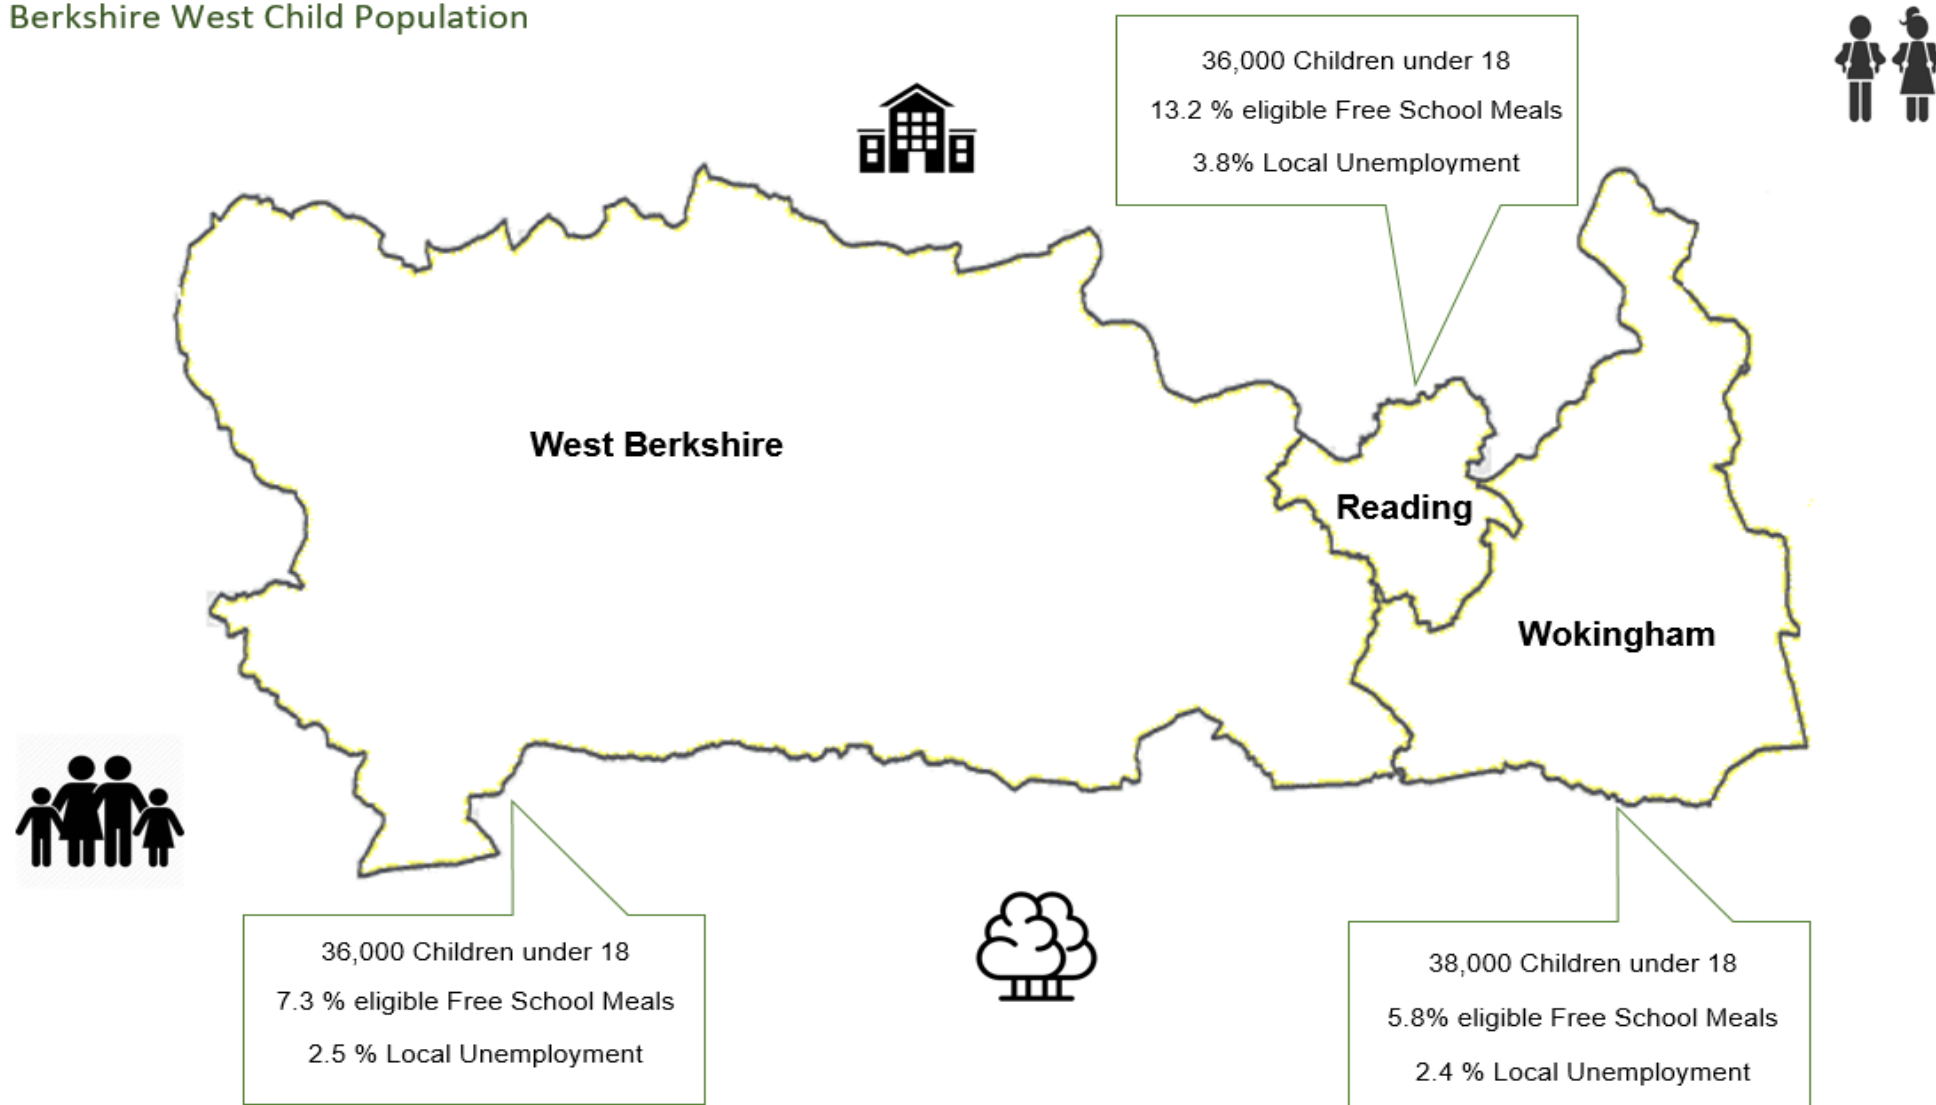 Berkshire West Child Population
36,000 Children under 18
13.2 % eligible Free School Meals
3.8% Local Unemployment
West Berkshire
Reading
Wokingham
36,000 Children under 18
7.3 % eligible Free School Meals
2.5 % Local Unemployment
38,000 Children under 18
5.8% eligible Free School Meals
2.4 % Local Unemployment